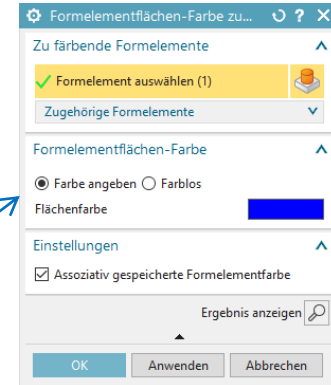 Formelementflächen-Farbe zu...
Zu färbende Formelemente
Formelement auswählen (1)
Zugehörige Formelemente
Formelementflächen-Farbe
Farbe angeben Farblos
Flächenfarbe
Einstellungen
Assoziativ gespeicherte Formelementfarbe
Ergebnis anzeigen
OK Anwenden Abbrechen